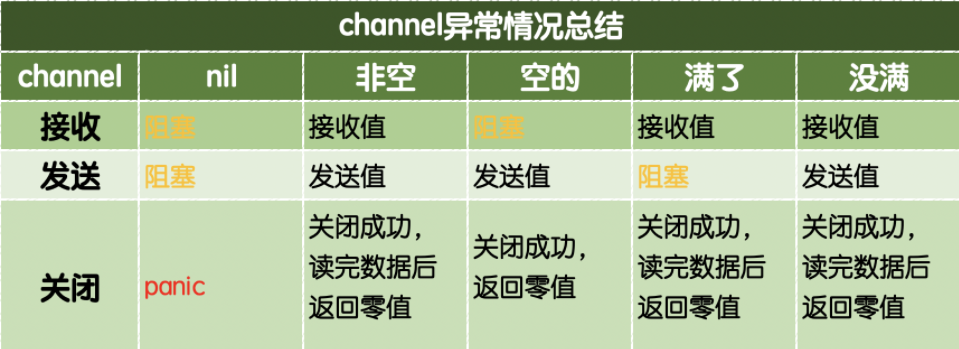 channel异常情况总结
channel nil 非空 空的 满了 没满
接收 阻塞 接收值 阻塞 接收值 接收值
发送 阻塞 发送值 发送值 阻塞 发送值
关闭 panic 关闭成功，读完数据后返回零值 关闭成功，返回零值 关闭成功，读完数据后返回零值 关闭成功，读完数据后返回零值